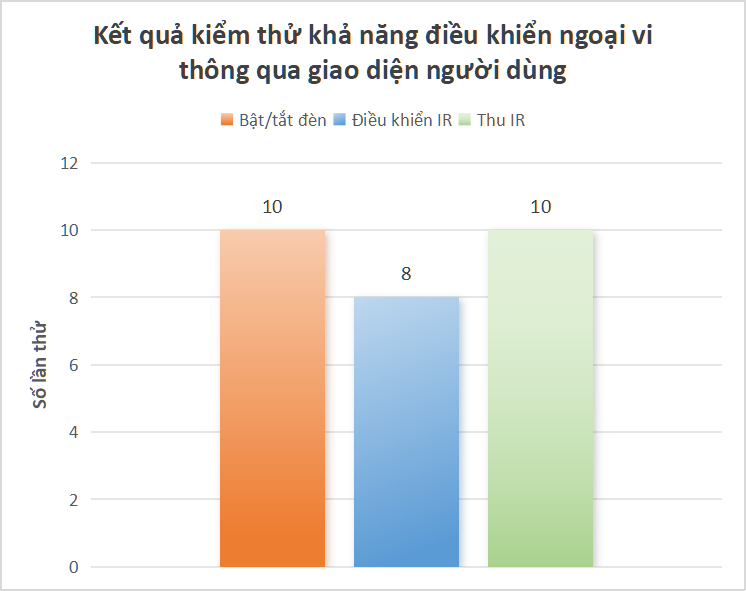 Kết quả kiểm thử khả năng điều khiển ngoại vi
thông qua giao diện người dùng
Bật/tắt đèn Điều khiển IR Thu IR
12
10
8
6
4
2
0
Số lần thử
10
8
10